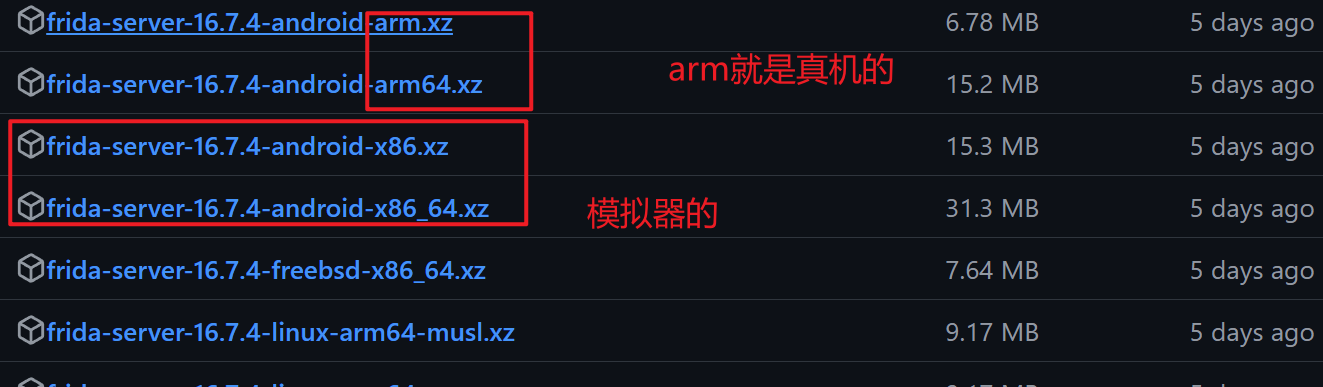 frida-server-16.7.4-android-arm.xz 6.78 MB 5 days ago
arm就是真机的
frida-server-16.7.4-android-arm64.xz 15.2 MB 5 days ago
frida-server-16.7.4-android-x86.xz 15.3 MB 5 days ago
frida-server-16.7.4-android-x86_64.xz 31.3 MB 5 days ago
模拟器的
frida-server-16.7.4-freebsd-x86_64.xz 7.64 MB 5 days ago
frida-server-16.7.4-linux-arm64-musl.xz 9.17 MB 5 days ago